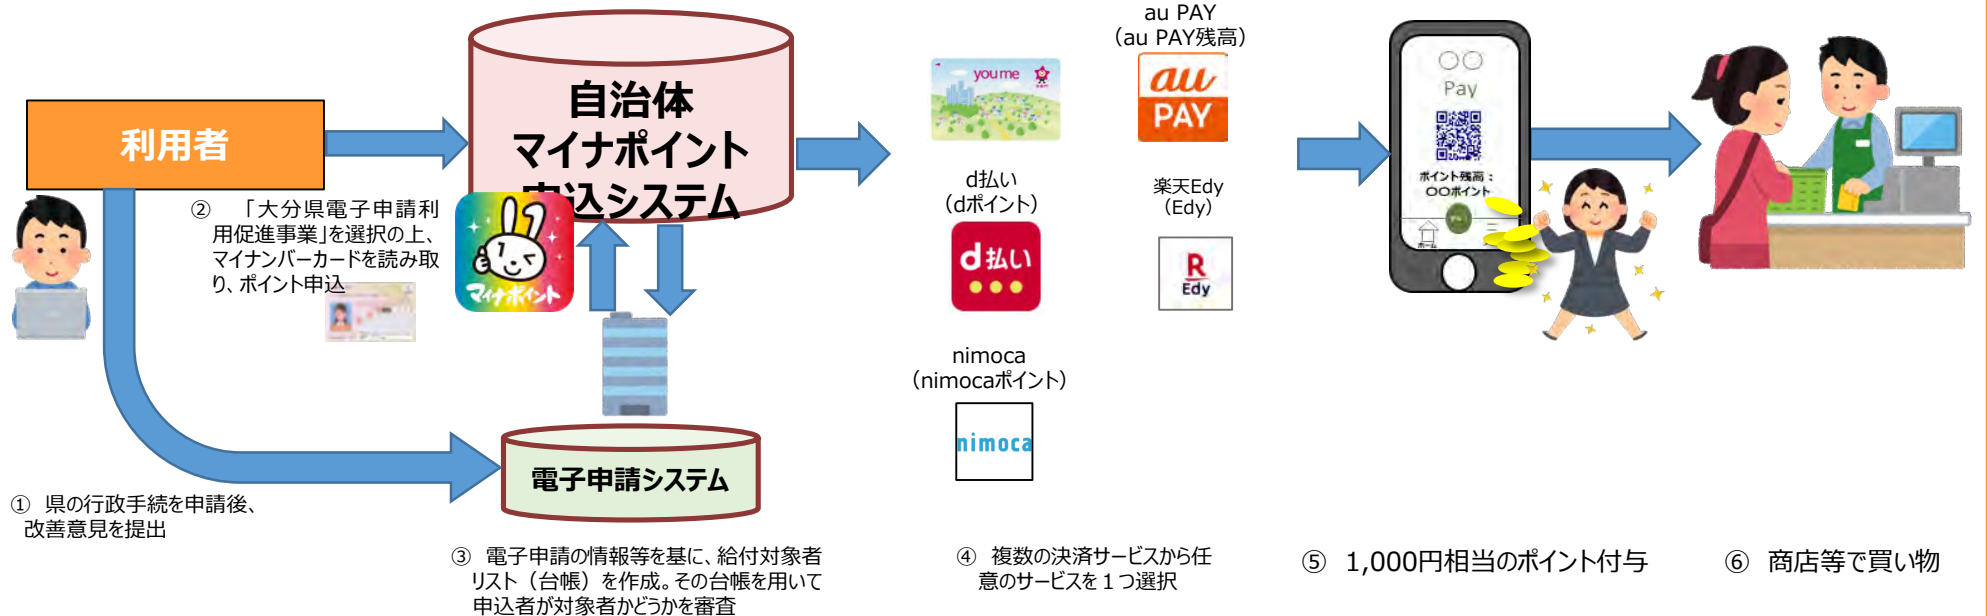 利用者
① 県の行政手続を申請後、
改善意見を提出
② 「大分県電子申請利
用促進事業」を選択の上、
マイナンバーカードを読み取
り、ポイント申込
自治体
マイナポイント
申込システム
マイナポイント
電子申請システム
③ 電子申請の情報等を基に、給付対象者
リスト（台帳）を作成。その台帳を用いて
申込者が対象者かどうかを審査
youme
au PAY
（au PAY残高）
au
PAY
d払い
（dポイント）
d払い
楽天Edy
（Edy）
R
Edy
nimoca
（nimocaポイント）
nimoca
④ 複数の決済サービスから任
意のサービスを１つ選択
〇〇
Pay
ポイント残高：
〇〇ポイント
ホーム
⑤ 1,000円相当のポイント付与
⑥ 商店等で買い物